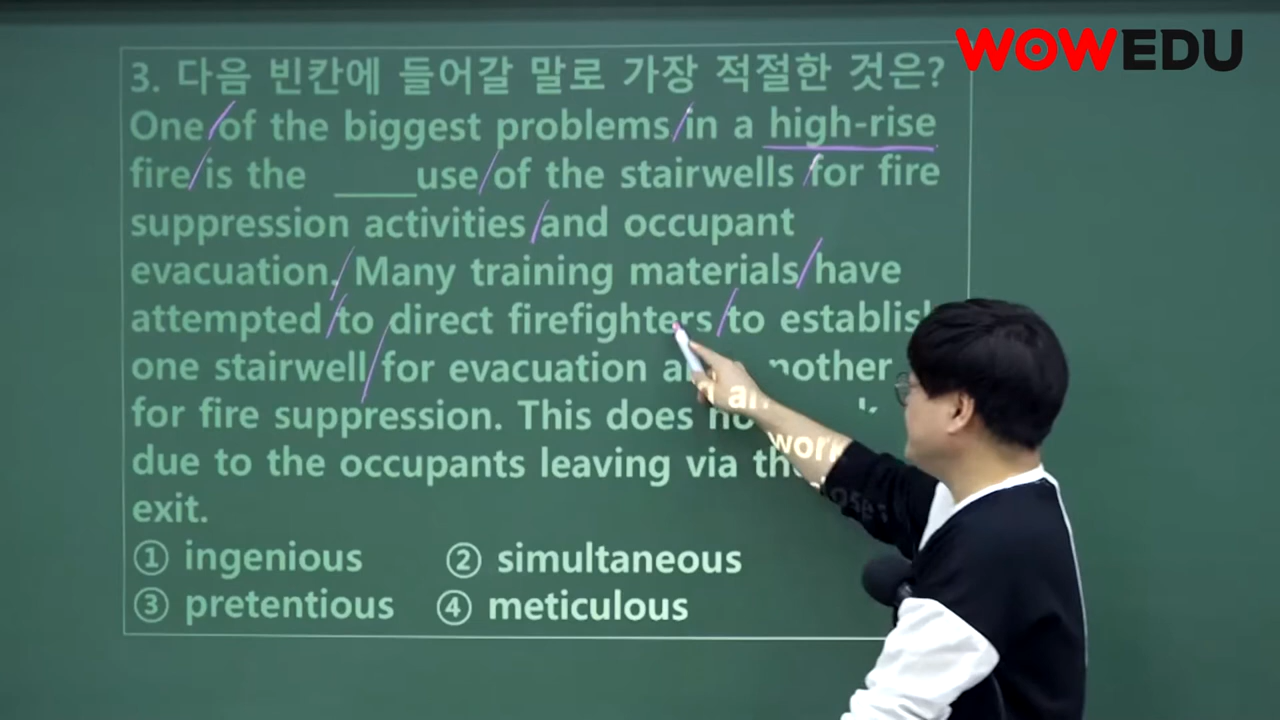 WOWEDU
3. 다음 빈칸에 들어갈 말로 가장 적절한 것은?
One of the biggest problems in a high-rise
fire is the ____use of the stairwells for fire
suppression activities and occupant
evacuation. Many training materials have
attempted to direct firefighters to establish
one stairwell for evacuation and another
for fire suppression. This does not work
due to the occupants leaving via the closest
exit.
① ingenious ② simultaneous
③ pretentious ④ meticulous